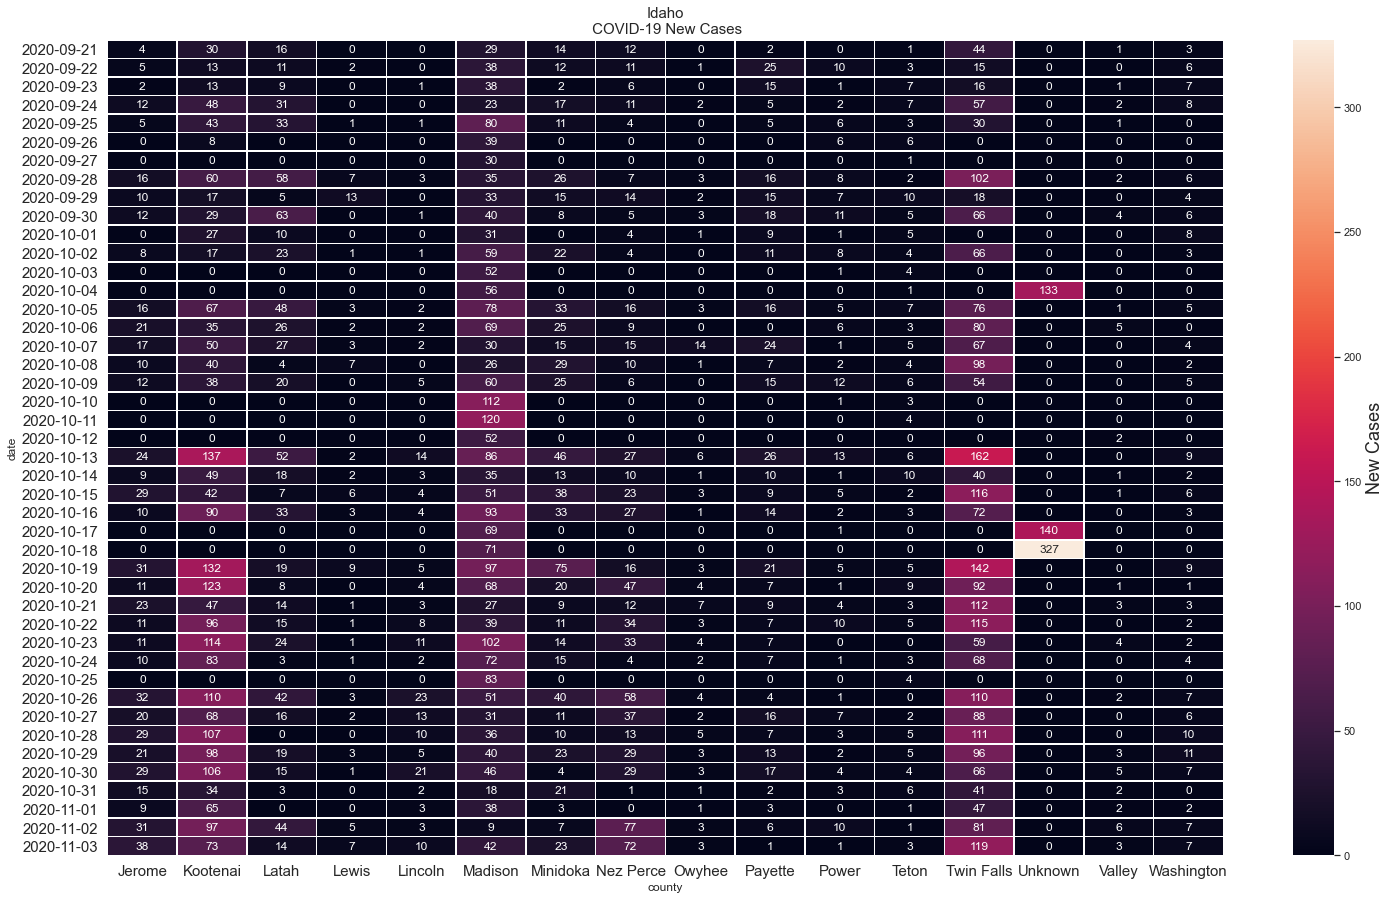 Idaho
COVID-19 New Cases
2020-09-21 4 30 16 0 0 29 14 12 0 2 0 1 44 0 1 3
2020-09-22 5 13 11 2 0 38 12 11 1 25 10 3 15 0 0 6
2020-09-23 2 13 9 0 1 38 2 6 0 15 1 7 16 0 1 7
2020-09-24 12 48 31 0 0 23 17 11 2 5 2 7 57 0 2 8
2020-09-25 5 43 33 1 1 80 11 4 0 5 6 3 30 0 1 0
2020-09-26 0 8 0 0 0 39 0 0 0 0 6 6 0 0 0 0
2020-09-27 0 0 0 0 0 30 0 0 0 0 0 1 0 0 0 0
2020-09-28 16 60 58 7 3 35 26 7 3 16 8 2 102 0 2 6
2020-09-29 10 17 5 13 0 33 15 14 2 15 7 10 18 0 0 4
2020-09-30 12 29 63 0 1 40 8 5 3 18 11 5 66 0 4 6
2020-10-01 0 27 10 0 0 31 0 4 1 9 1 5 0 0 0 8
2020-10-02 8 17 23 1 1 59 22 4 0 11 8 4 66 0 0 3
2020-10-03 0 0 0 0 0 52 0 0 0 0 1 4 0 0 0 0
2020-10-04 0 0 0 0 0 56 0 0 0 0 0 1 0 133 0 0
2020-10-05 16 67 48 3 2 78 33 16 3 16 5 7 76 0 1 5
2020-10-06 21 35 26 2 2 69 25 9 0 0 6 3 80 0 5 0
2020-10-07 17 50 27 3 2 30 15 15 14 24 1 5 67 0 0 4
2020-10-08 10 40 4 7 0 26 29 10 1 7 2 4 98 0 0 2
2020-10-09 12 38 20 0 5 60 25 6 0 15 12 6 54 0 0 5
2020-10-10 0 0 0 0 0 112 0 0 0 0 1 3 0 0 0 0
2020-10-11 0 0 0 0 0 120 0 0 0 0 0 4 0 0 0 0
2020-10-12 0 0 0 0 0 52 0 0 0 0 0 0 0 0 2 0
2020-10-13 24 137 52 2 14 86 46 27 6 26 13 6 162 0 0 9
2020-10-14 9 49 18 2 3 35 13 10 1 10 1 10 40 0 1 2
2020-10-15 29 42 7 6 4 51 38 23 3 9 5 2 116 0 1 6
2020-10-16 10 90 33 3 4 93 33 27 1 14 2 3 72 0 0 3
2020-10-17 0 0 0 0 0 69 0 0 0 0 1 0 0 140 0 0
2020-10-18 0 0 0 0 0 71 0 0 0 0 0 0 0 327 0 0
2020-10-19 31 132 19 9 5 97 75 16 3 21 5 5 142 0 0 9
2020-10-20 11 123 8 0 4 68 20 47 4 7 1 9 92 0 1 1
2020-10-21 23 47 14 1 3 27 9 12 7 9 4 3 112 0 3 3
2020-10-22 11 96 15 1 8 39 11 34 3 7 10 5 115 0 0 2
2020-10-23 11 114 24 1 11 102 14 33 4 7 0 0 59 0 4 2
2020-10-24 10 83 3 1 2 72 15 4 2 7 1 3 68 0 0 4
2020-10-25 0 0 0 0 0 83 0 0 0 0 0 4 0 0 0 0
2020-10-26 32 110 42 3 23 51 40 58 4 4 1 0 110 0 2 7
2020-10-27 20 68 16 2 13 31 11 37 2 16 7 2 88 0 0 6
2020-10-28 29 107 0 0 10 36 10 13 5 7 3 5 111 0 0 10
2020-10-29 21 98 19 3 5 40 23 29 3 13 2 5 96 0 3 11
2020-10-30 29 106 15 1 21 46 4 29 3 17 4 4 66 0 5 7
2020-10-31 15 34 3 0 2 18 21 1 1 2 3 6 41 0 2 0
2020-11-01 9 65 0 0 3 38 3 0 1 3 0 1 47 0 2 2
2020-11-02 31 97 44 5 3 9 7 77 3 6 10 1 81 0 6 7
2020-11-03 38 73 14 7 10 42 23 72 3 1 1 3 119 0 3 7
Jerome Kootenai Latah Lewis Lincoln Madison Minidoka Nez Perce Owyhee Payette Power Teton Twin Falls Unknown Valley Washington
county
date
300
250
200
150
100
50
0
New Cases